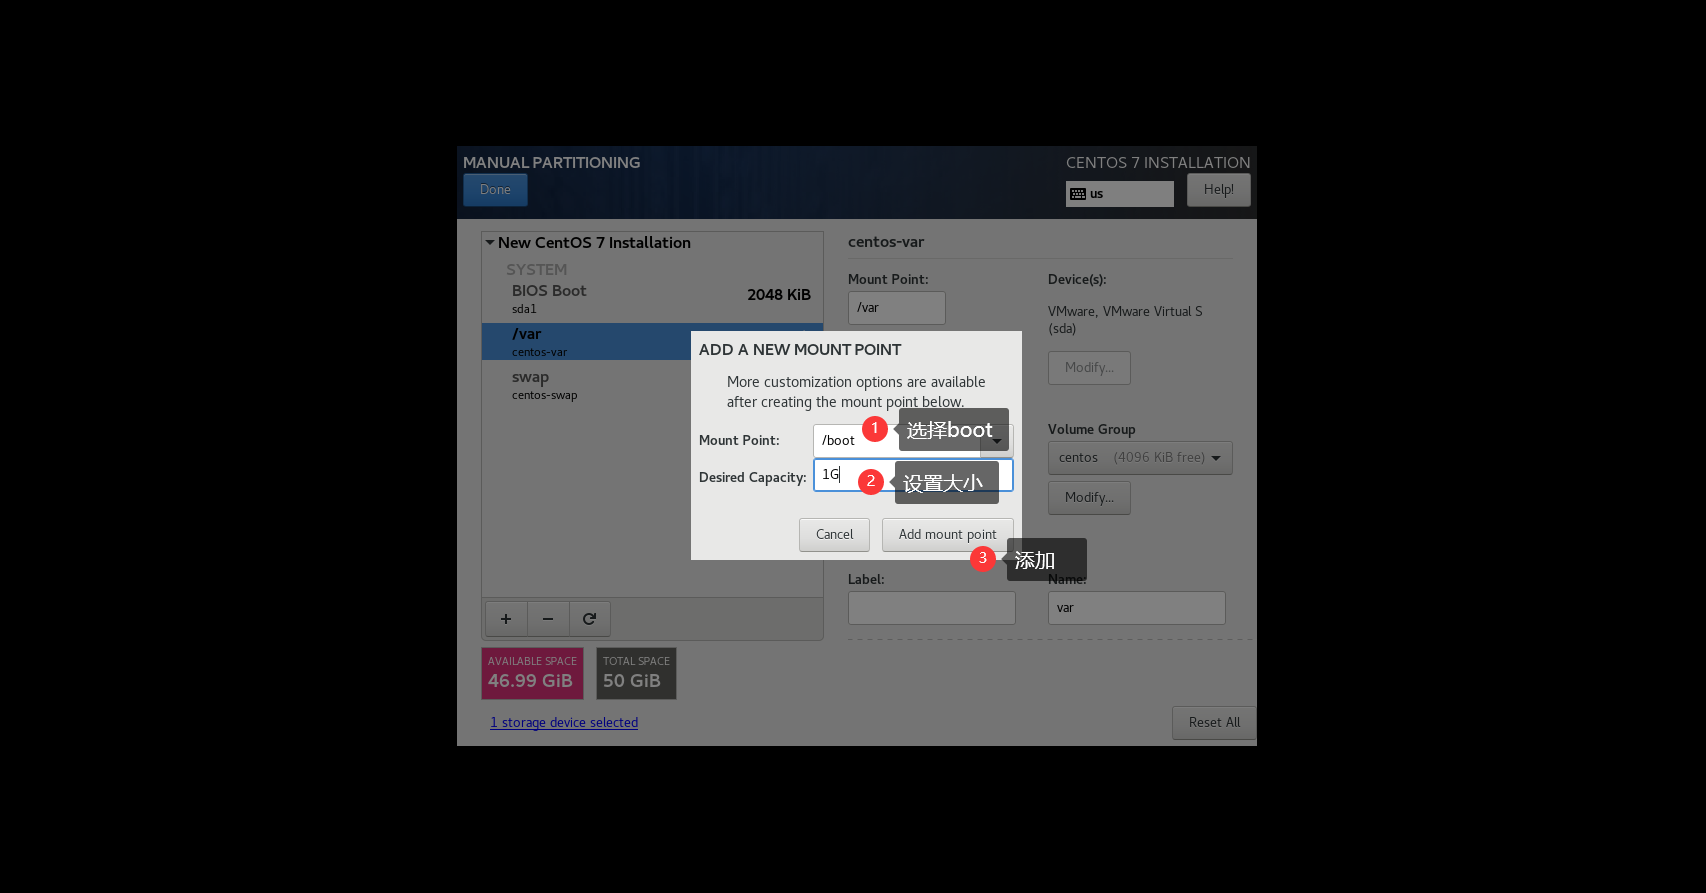 MANUAL PARTITIONING
CENTOS 7 INSTALLATION
Done
us
Help!
New CentOS 7 Installation
SYSTEM
BIOS Boot
2048 KiB
sda1
/var
centos-var
swap
centos-swap
centos-var
Mount Point:
Device(s):
/var
VMware, VMware Virtual S
(sda)
Modify...
Volume Group
centos (4096 KiB free)
Modify...
Label:
Name:
var
ADD A NEW MOUNT POINT
More customization options are available
after creating the mount point below.
Mount Point:
/boot
1
选择boot
Desired Capacity:
1G
2
设置大小
Cancel
Add mount point
3
添加
+
−
AVAILABLE SPACE
46.99 GiB
TOTAL SPACE
50 GiB
1 storage device selected
Reset All